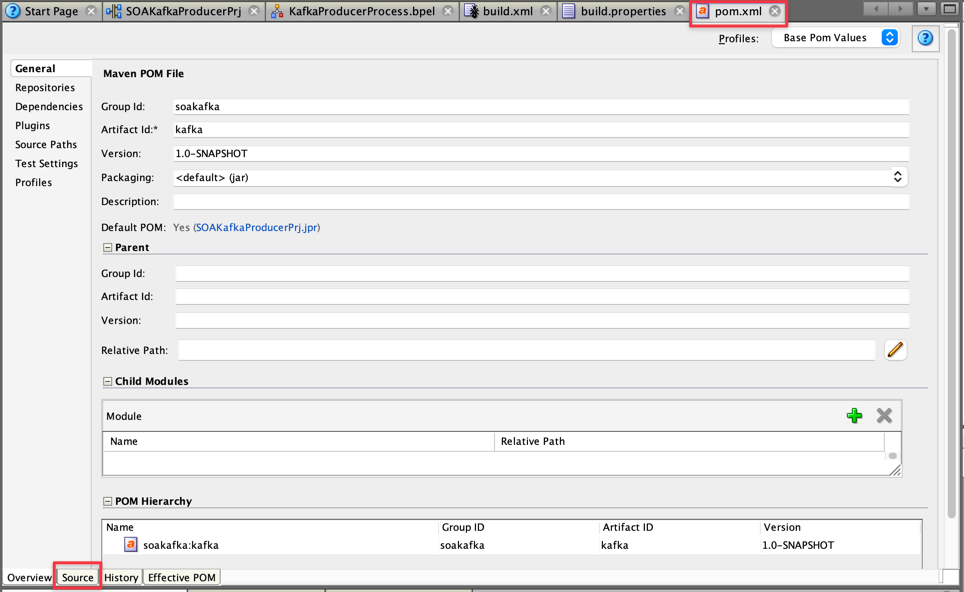 Start Page SOAKafkaProducerPrj KafkaProducerProcess.bpel build.xml build.properties pom.xml
Profiles: Base Pom Values
General
Repositories
Dependencies
Plugins
Source Paths
Test Settings
Profiles
Maven POM File
Group Id: soakafka
Artifact Id:* kafka
Version: 1.0-SNAPSHOT
Packaging: <default> (jar)
Description:
Default POM: Yes (SOAKafkaProducerPrj.jpr)
Parent
Group Id:
Artifact Id:
Version:
Relative Path:
Child Modules
Module
Name Relative Path
POM Hierarchy
Name Group ID Artifact ID Version
soakafka:kafka soakafka kafka 1.0-SNAPSHOT
Overview Source History Effective POM